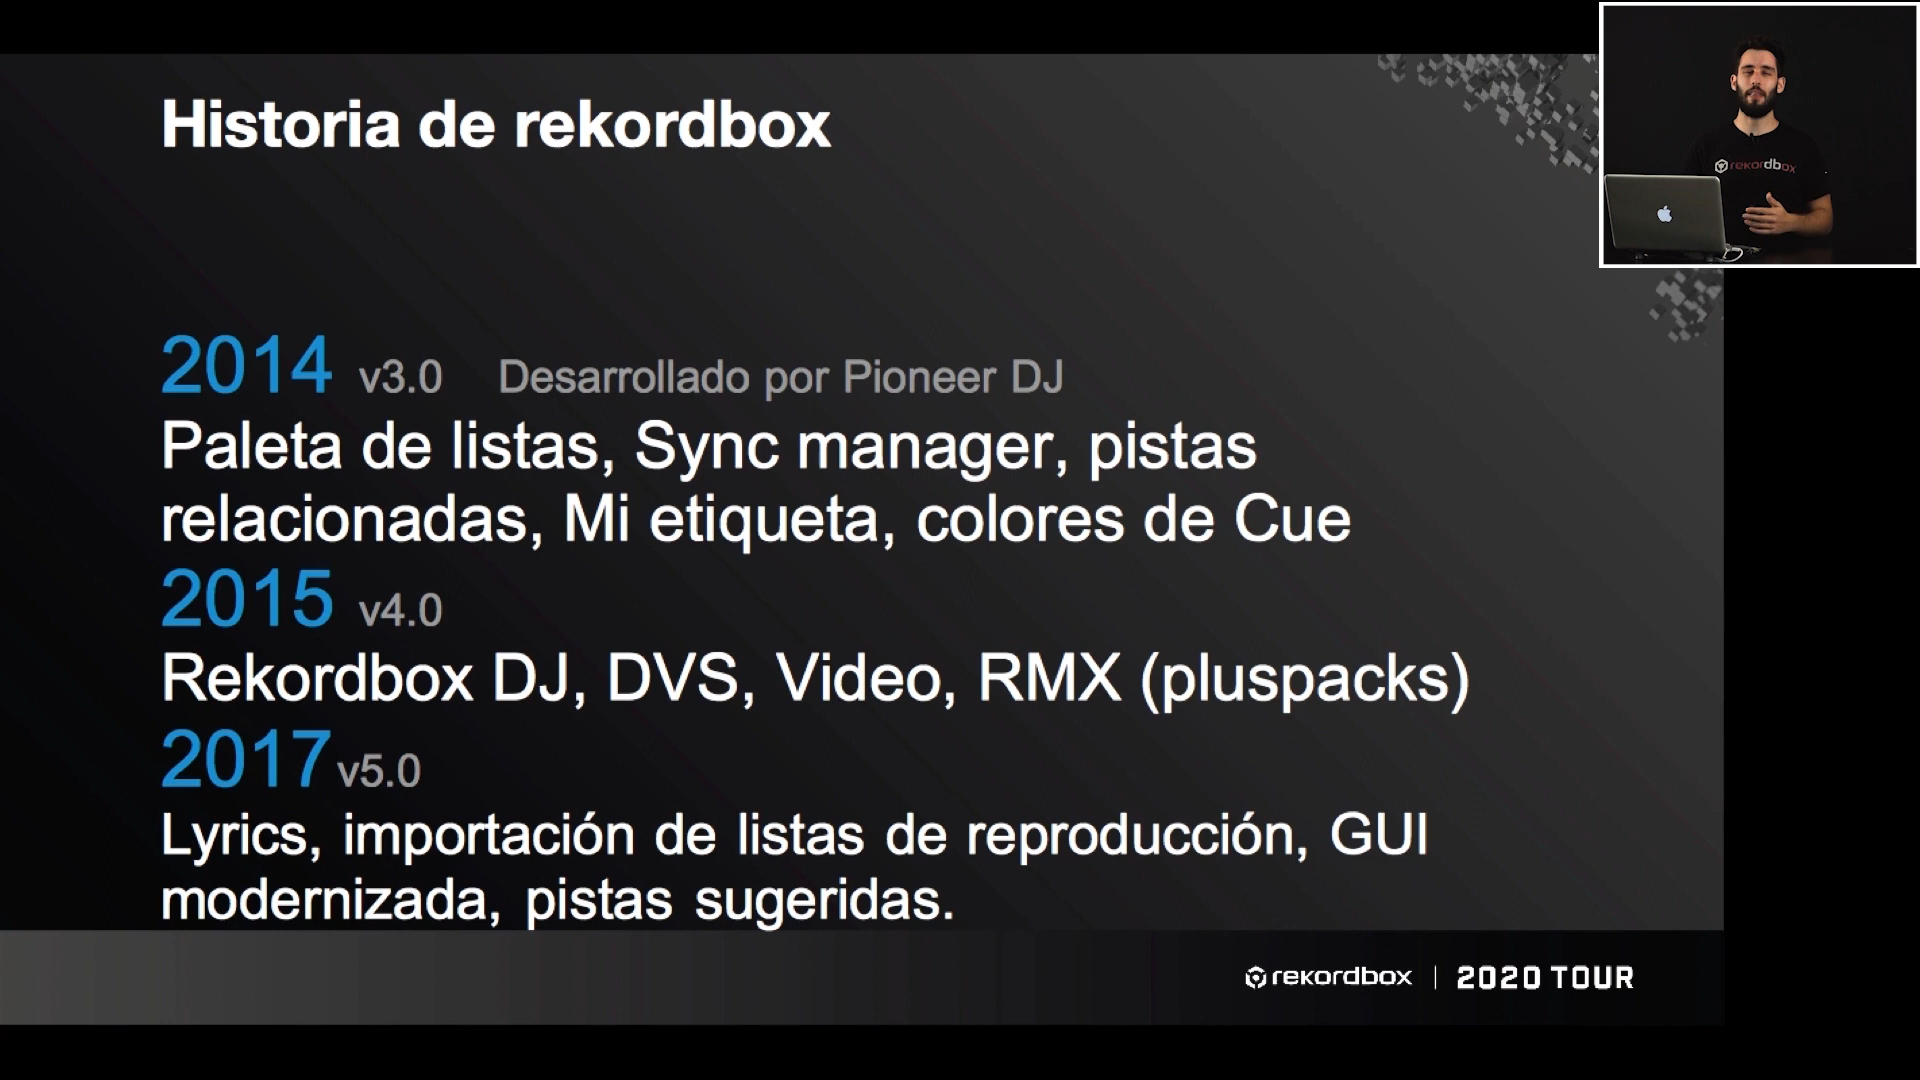 Historia de rekordbox
rekordbox
2014 v3.0 Desarrollado por Pioneer DJ
Paleta de listas, Sync manager, pistas
relacionadas, Mi etiqueta, colores de Cue
2015 v4.0
Rekordbox DJ, DVS, Video, RMX (pluspacks)
2017 v5.0
Lyrics, importación de listas de reproducción, GUI
modernizada, pistas sugeridas.
rekordbox | 2020 TOUR